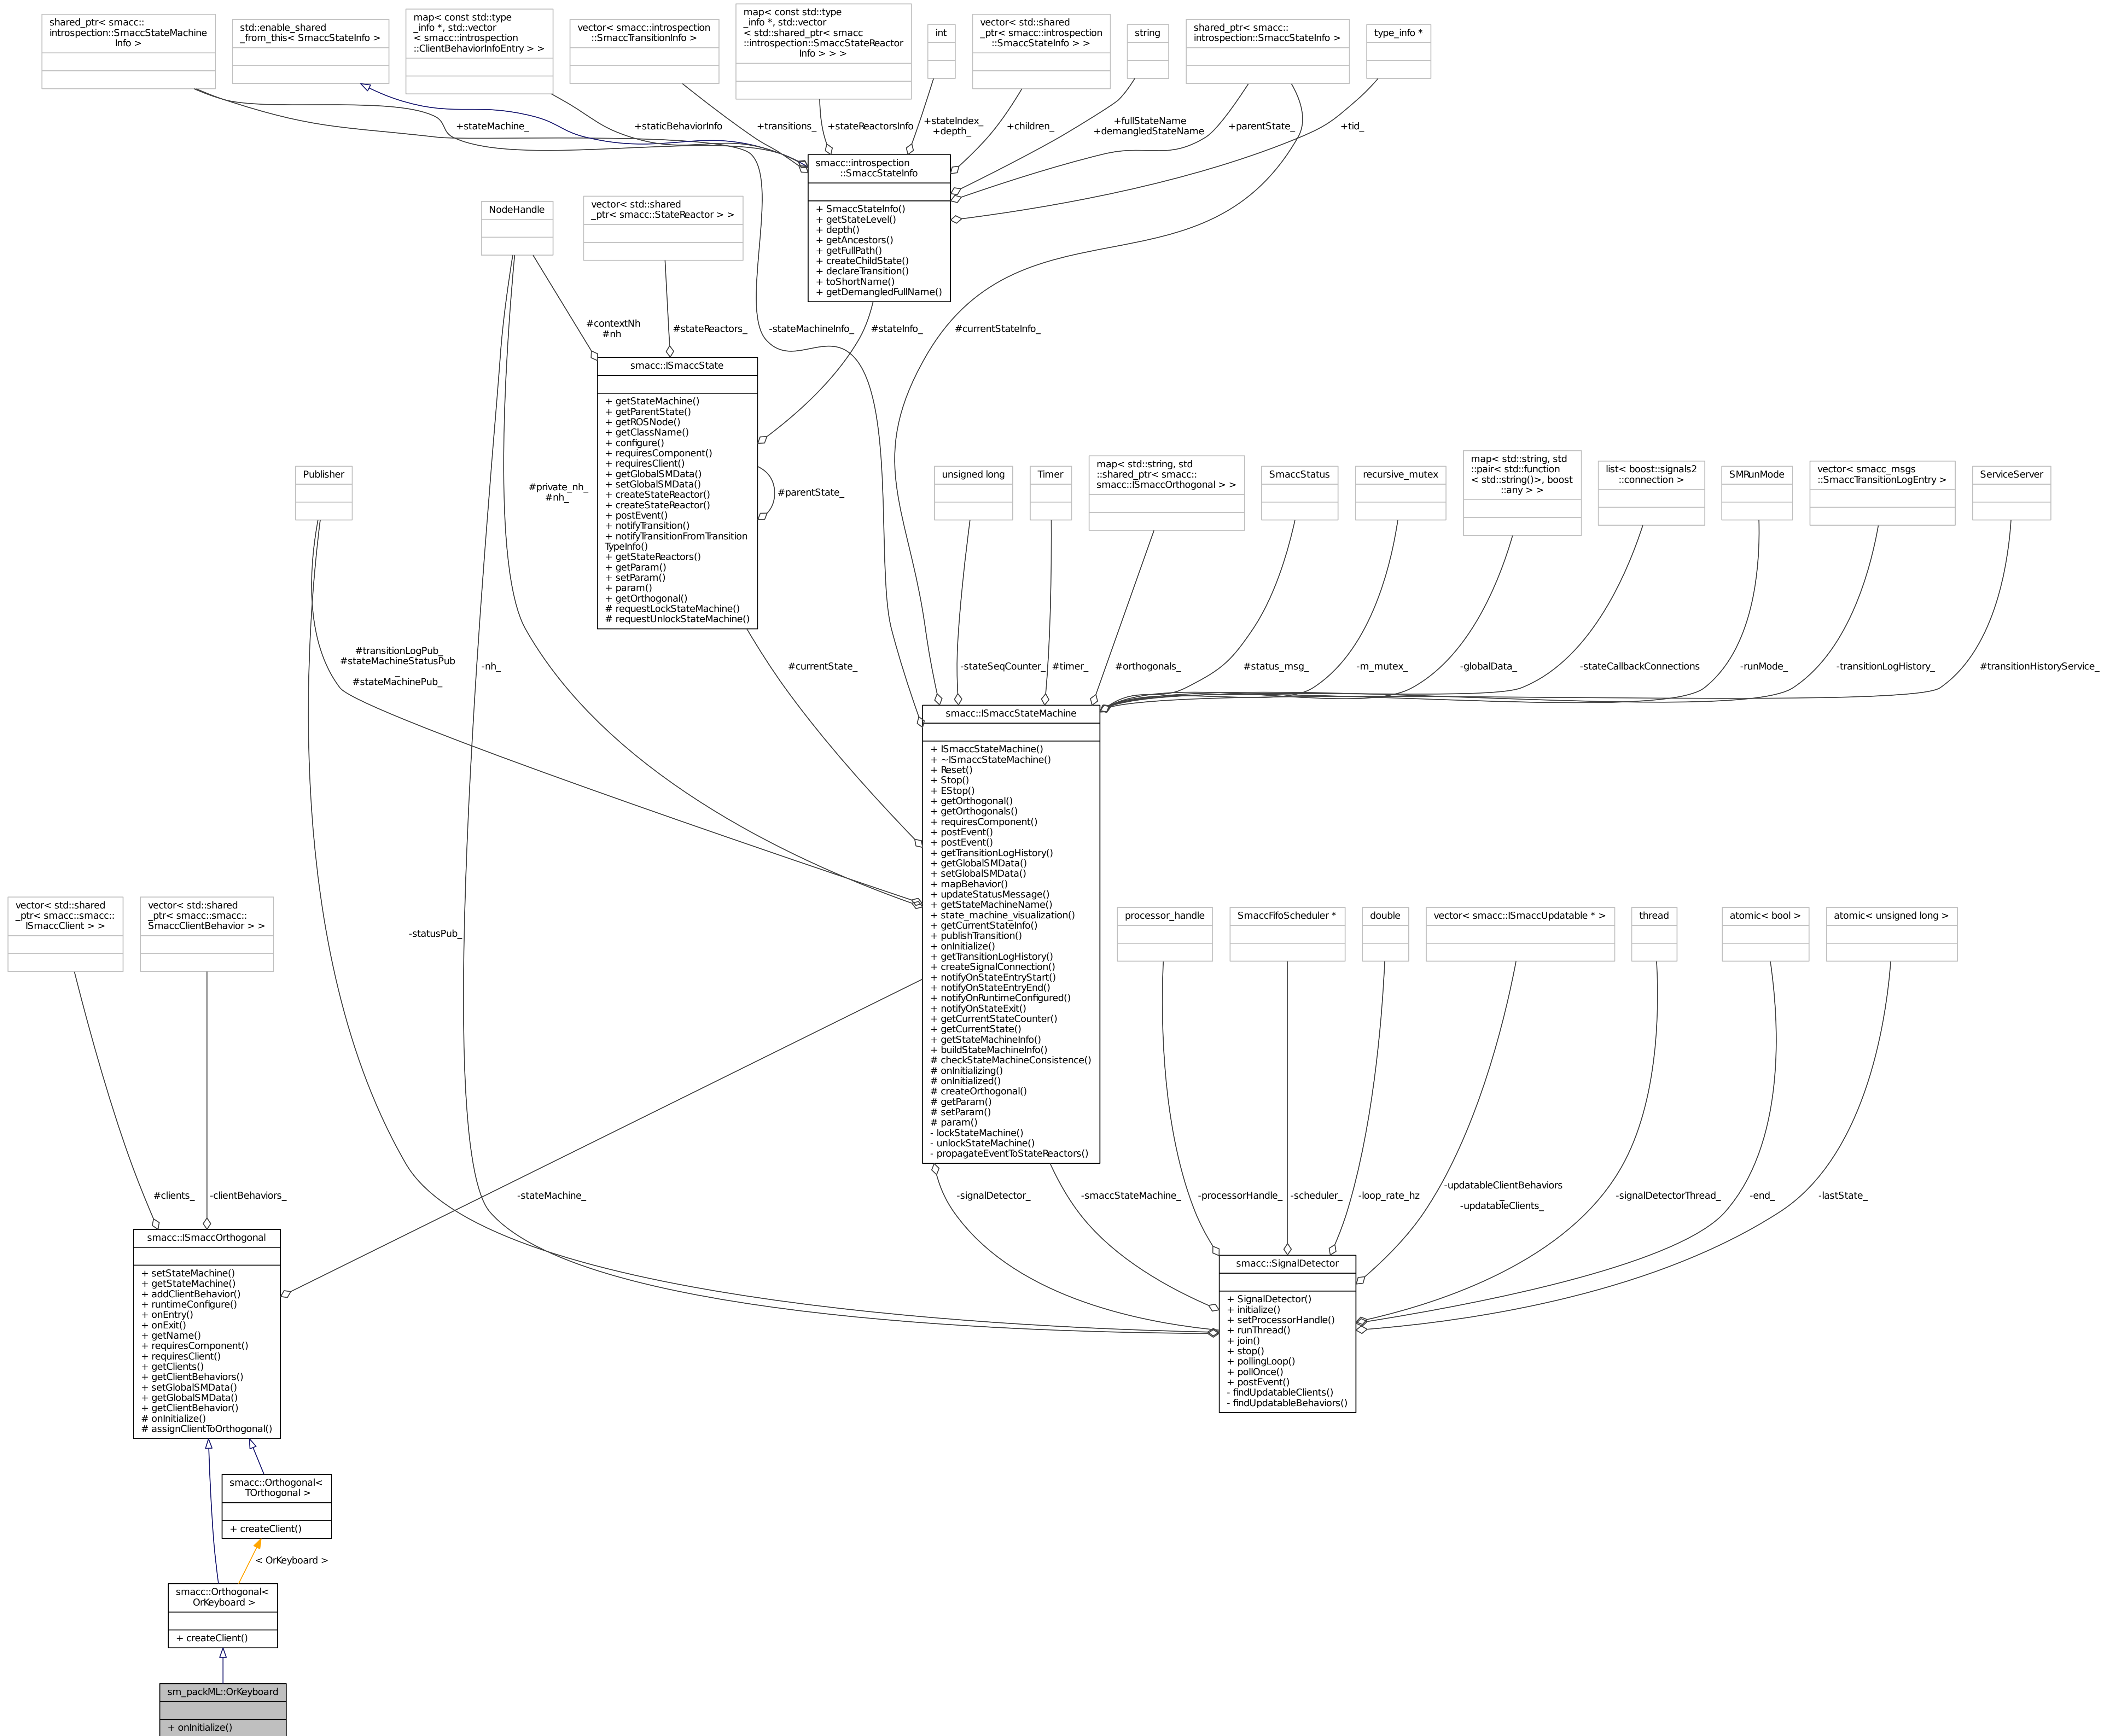 shared_ptr< smacc::
introspection::SmaccStateMachine
Info >
std::enable_shared
_from_this< SmaccStateInfo >
map< const std::type
_info *, std::vector
< smacc::introspection
::ClientBehaviorInfoEntry > >
vector< smacc::introspection
::SmaccTransitionInfo >
map< const std::type
_info *, std::vector
< std::shared_ptr< smacc
::introspection::SmaccStateReactor
Info > > >
int
vector< std::shared
_ptr< smacc::introspection
::SmaccStateInfo > >
string
shared_ptr< smacc::
introspection::SmaccStateInfo >
type_info *
+stateMachine_
+staticBehaviorInfo
+transitions_
+stateReactorsInfo
+stateIndex_
+depth_
+children_
+fullStateName
+demangledStateName
+parentState_
+tid_
smacc::introspection
::SmaccStateInfo
+ SmaccStateInfo()
+ getStateLevel()
+ depth()
+ getAncestors()
+ getFullPath()
+ createChildState()
+ declareTransition()
+ toShortName()
+ getDemangledFullName()
NodeHandle
vector< std::shared
_ptr< smacc::StateReactor > >
#contextNh
#nh
#stateReactors_
-stateMachineInfo_
#stateInfo_
#currentStateInfo_
smacc::ISmaccState
+ getStateMachine()
+ getParentState()
+ getROSNode()
+ getClassName()
+ configure()
+ requiresComponent()
+ requiresClient()
+ getGlobalSMData()
+ setGlobalSMData()
+ createStateReactor()
+ createStateReactor()
+ postEvent()
+ notifyTransition()
+ notifyTransitionFromTransition
TypeInfo()
+ getStateReactors()
+ getParam()
+ setParam()
+ param()
+ getOrthogonal()
# requestLockStateMachine()
# requestUnlockStateMachine()
#parentState_
Publisher
#private_nh_
#nh_
unsigned long
Timer
map< std::string, std
::shared_ptr< smacc::
smacc::ISmaccOrthogonal > >
SmaccStatus
recursive_mutex
map< std::string, std
::pair< std::function
< std::string()>, boost
::any > >
list< boost::signals2
::connection >
SMRunMode
vector< smacc_msgs
::SmaccTransitionLogEntry >
ServiceServer
#transitionLogPub_
#stateMachineStatusPub
_
#stateMachinePub_
-nh_
#currentState_
-stateSeqCounter_
#timer_
#orthogonals_
#status_msg_
-m_mutex_
-globalData_
-stateCallbackConnections
-runMode_
-transitionLogHistory_
#transitionHistoryService_
smacc::ISmaccStateMachine
+ ISmaccStateMachine()
+ ~ISmaccStateMachine()
+ Reset()
+ Stop()
+ EStop()
+ getOrthogonal()
+ getOrthogonals()
+ requiresComponent()
+ postEvent()
+ postEvent()
+ getTransitionLogHistory()
+ getGlobalSMData()
+ setGlobalSMData()
+ mapBehavior()
+ updateStatusMessage()
+ getStateMachineName()
+ state_machine_visualization()
+ getCurrentStateInfo()
+ publishTransition()
+ onInitialize()
+ getTransitionLogHistory()
+ createSignalConnection()
+ notifyOnStateEntryStart()
+ notifyOnStateEntryEnd()
+ notifyOnRuntimeConfigured()
+ notifyOnStateExit()
+ getCurrentStateCounter()
+ getCurrentState()
+ getStateMachineInfo()
+ buildStateMachineInfo()
# checkStateMachineConsistence()
# onInitializing()
# onInitialized()
# createOrthogonal()
# getParam()
# setParam()
# param()
- lockStateMachine()
- unlockStateMachine()
- propagateEventToStateReactors()
vector< std::shared
_ptr< smacc::smacc::
ISmaccClient > >
vector< std::shared
_ptr< smacc::smacc::
SmaccClientBehavior > >
-statusPub_
processor_handle
SmaccFifoScheduler *
double
vector< smacc::ISmaccUpdatable * >
thread
atomic< bool >
atomic< unsigned long >
#clients_
-clientBehaviors_
-stateMachine_
-signalDetector_
-smaccStateMachine_
-processorHandle_
-scheduler_
-loop_rate_hz
-updatableClientBehaviors
_
-updatableClients_
-signalDetectorThread_
-end_
-lastState_
smacc::ISmaccOrthogonal
+ setStateMachine()
+ getStateMachine()
+ addClientBehavior()
+ runtimeConfigure()
+ onEntry()
+ onExit()
+ getName()
+ requiresComponent()
+ requiresClient()
+ getClients()
+ getClientBehaviors()
+ setGlobalSMData()
+ getGlobalSMData()
+ getClientBehavior()
# onInitialize()
# assignClientToOrthogonal()
smacc::SignalDetector
+ SignalDetector()
+ initialize()
+ setProcessorHandle()
+ runThread()
+ join()
+ stop()
+ pollingLoop()
+ pollOnce()
+ postEvent()
- findUpdatableClients()
- findUpdatableBehaviors()
smacc::Orthogonal<
TOrthogonal >
+ createClient()
< OrKeyboard >
smacc::Orthogonal<
OrKeyboard >
+ createClient()
sm_packML::OrKeyboard
+ onInitialize()